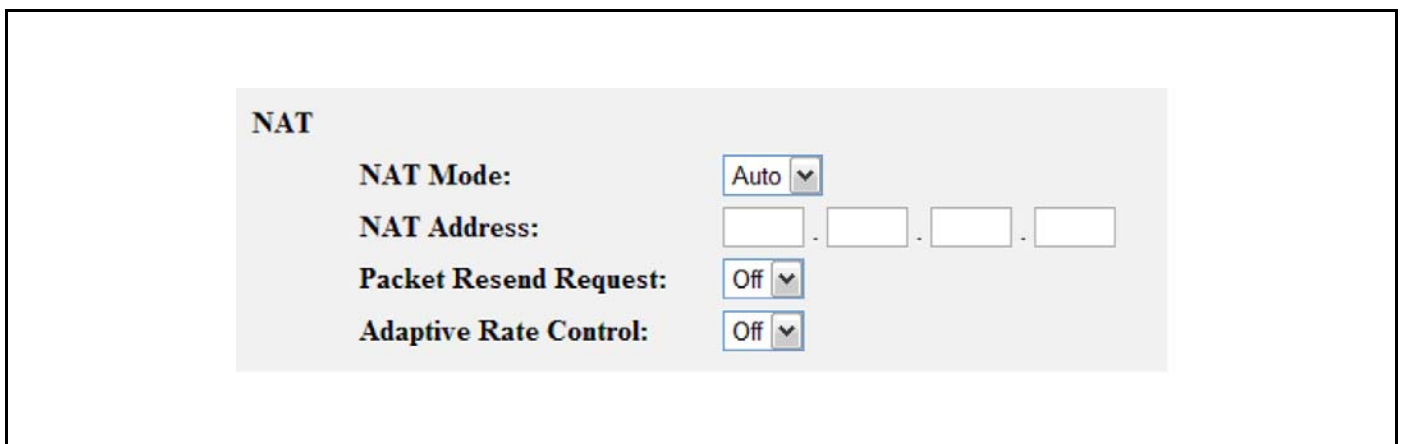 NAT
NAT Mode: Auto
NAT Address: . . .
Packet Resend Request: Off
Adaptive Rate Control: Off